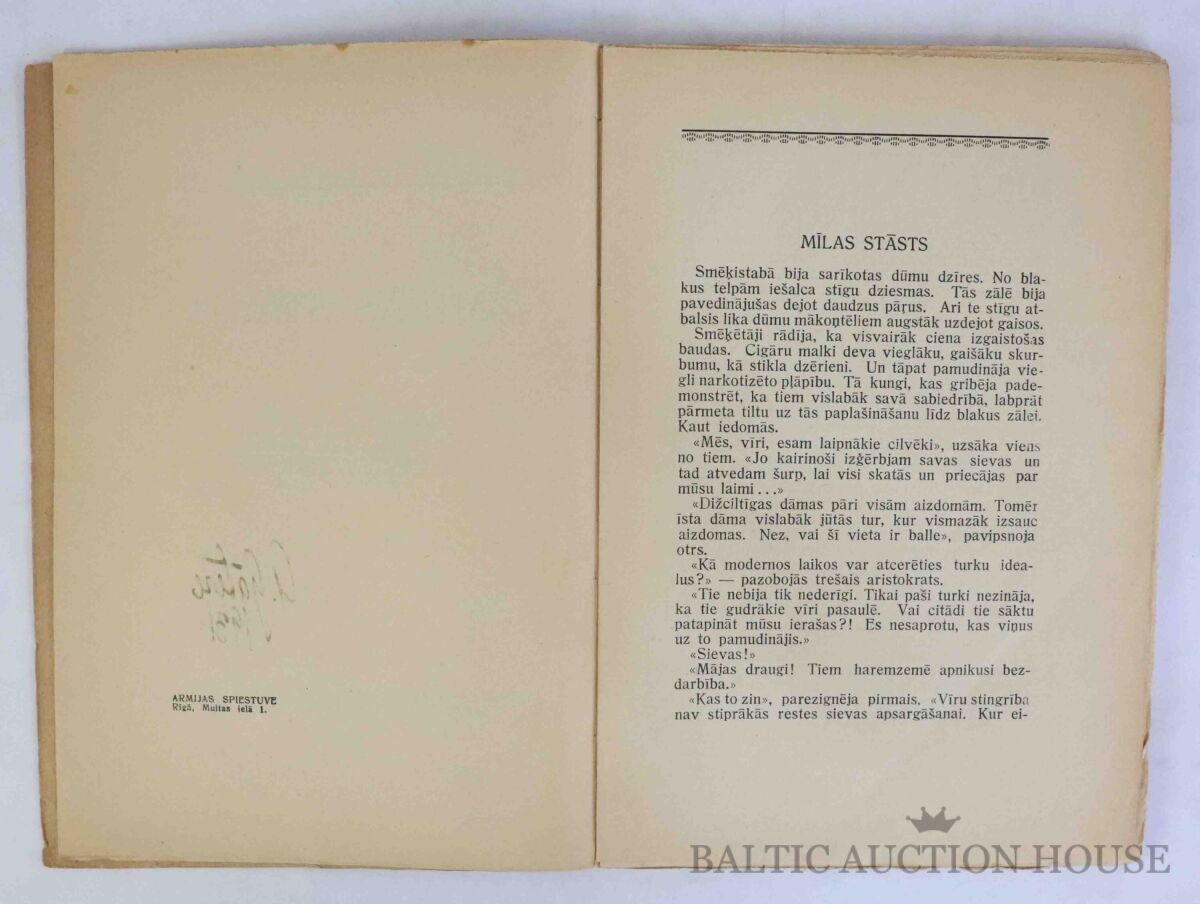 ARMIJAS SPIESTUVE
Rīgā, Muitas ielā 1.
MĪLAS STĀSTS
Smēķistabā bija sarīkotas dūmu dzīres. No bla-
kus telpām iešalca stīgu dziesmas. Tās zālē bija
pavedinājušas dejot daudzus pāŗus. Ari te stīgu at-
balsis lika dūmu mākoņtēliem augstāk uzdejot gaisos.
Smēķētāji rādīja, ka visvairāk ciena izgaistošas
baudas. Cigāru malki deva vieglāku, gaišāku skur-
bumu, kā stikla dzērieni. Un tāpat pamudināja vie-
gli narkotizēto pļāpību. Tā kungi, kas gribēja pade-
monstrēt, ka tiem vislabāk savā sabiedrībā, labprāt
pārmeta tiltu uz tās paplašināšanu līdz blakus zālei.
Kaut iedomās.
«Mēs, vīri, esam laipnākie cilvēki», uzsāka viens
no tiem. «Jo kairinoši izģērbjam savas sievas un
tad atvedam šurp, lai visi skatās un priecājas par
mūsu laimi...»
«Dižciltīgas dāmas pāri visām aizdomām. Tomēr
īsta dāma vislabāk jūtās tur, kur vismazāk izsauc
aizdomas. Nez, vai šī vieta ir balle», pavipsnoja
otrs.
«Kā modernos laikos var atcerēties turku idea-
lus?» — pazobojās trešais aristokrats.
«Tie nebija tik nederīgi. Tikai paši turki nezināja,
ka tie gudrākie vīri pasaulē. Vai citādi tie sāktu
patapināt mūsu ierašas?! Es nesaprotu, kas viņus
uz to pamudinājis.»
«Sievas!»
«Mājas draugi! Tiem haremzemē apnikusi bez-
darbība.»
«Kas to zin», parezignēja pirmais. «Vīru stingrība
nav stiprākās restes sievas apsargāšanai. Kur ei-
BALTIC AUCTION HOUSE